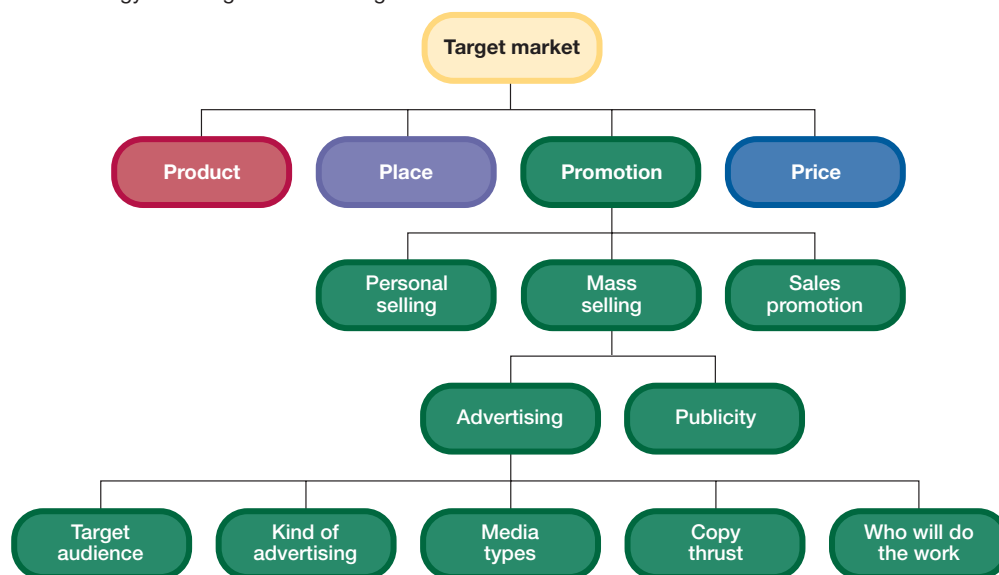 Target market
Product
Place
Promotion
Price
Personal
selling
Mass
selling
Sales
promotion
Advertising
Publicity
Target
audience
Kind of
advertising
Media
types
Copy
thrust
Who will do
the work